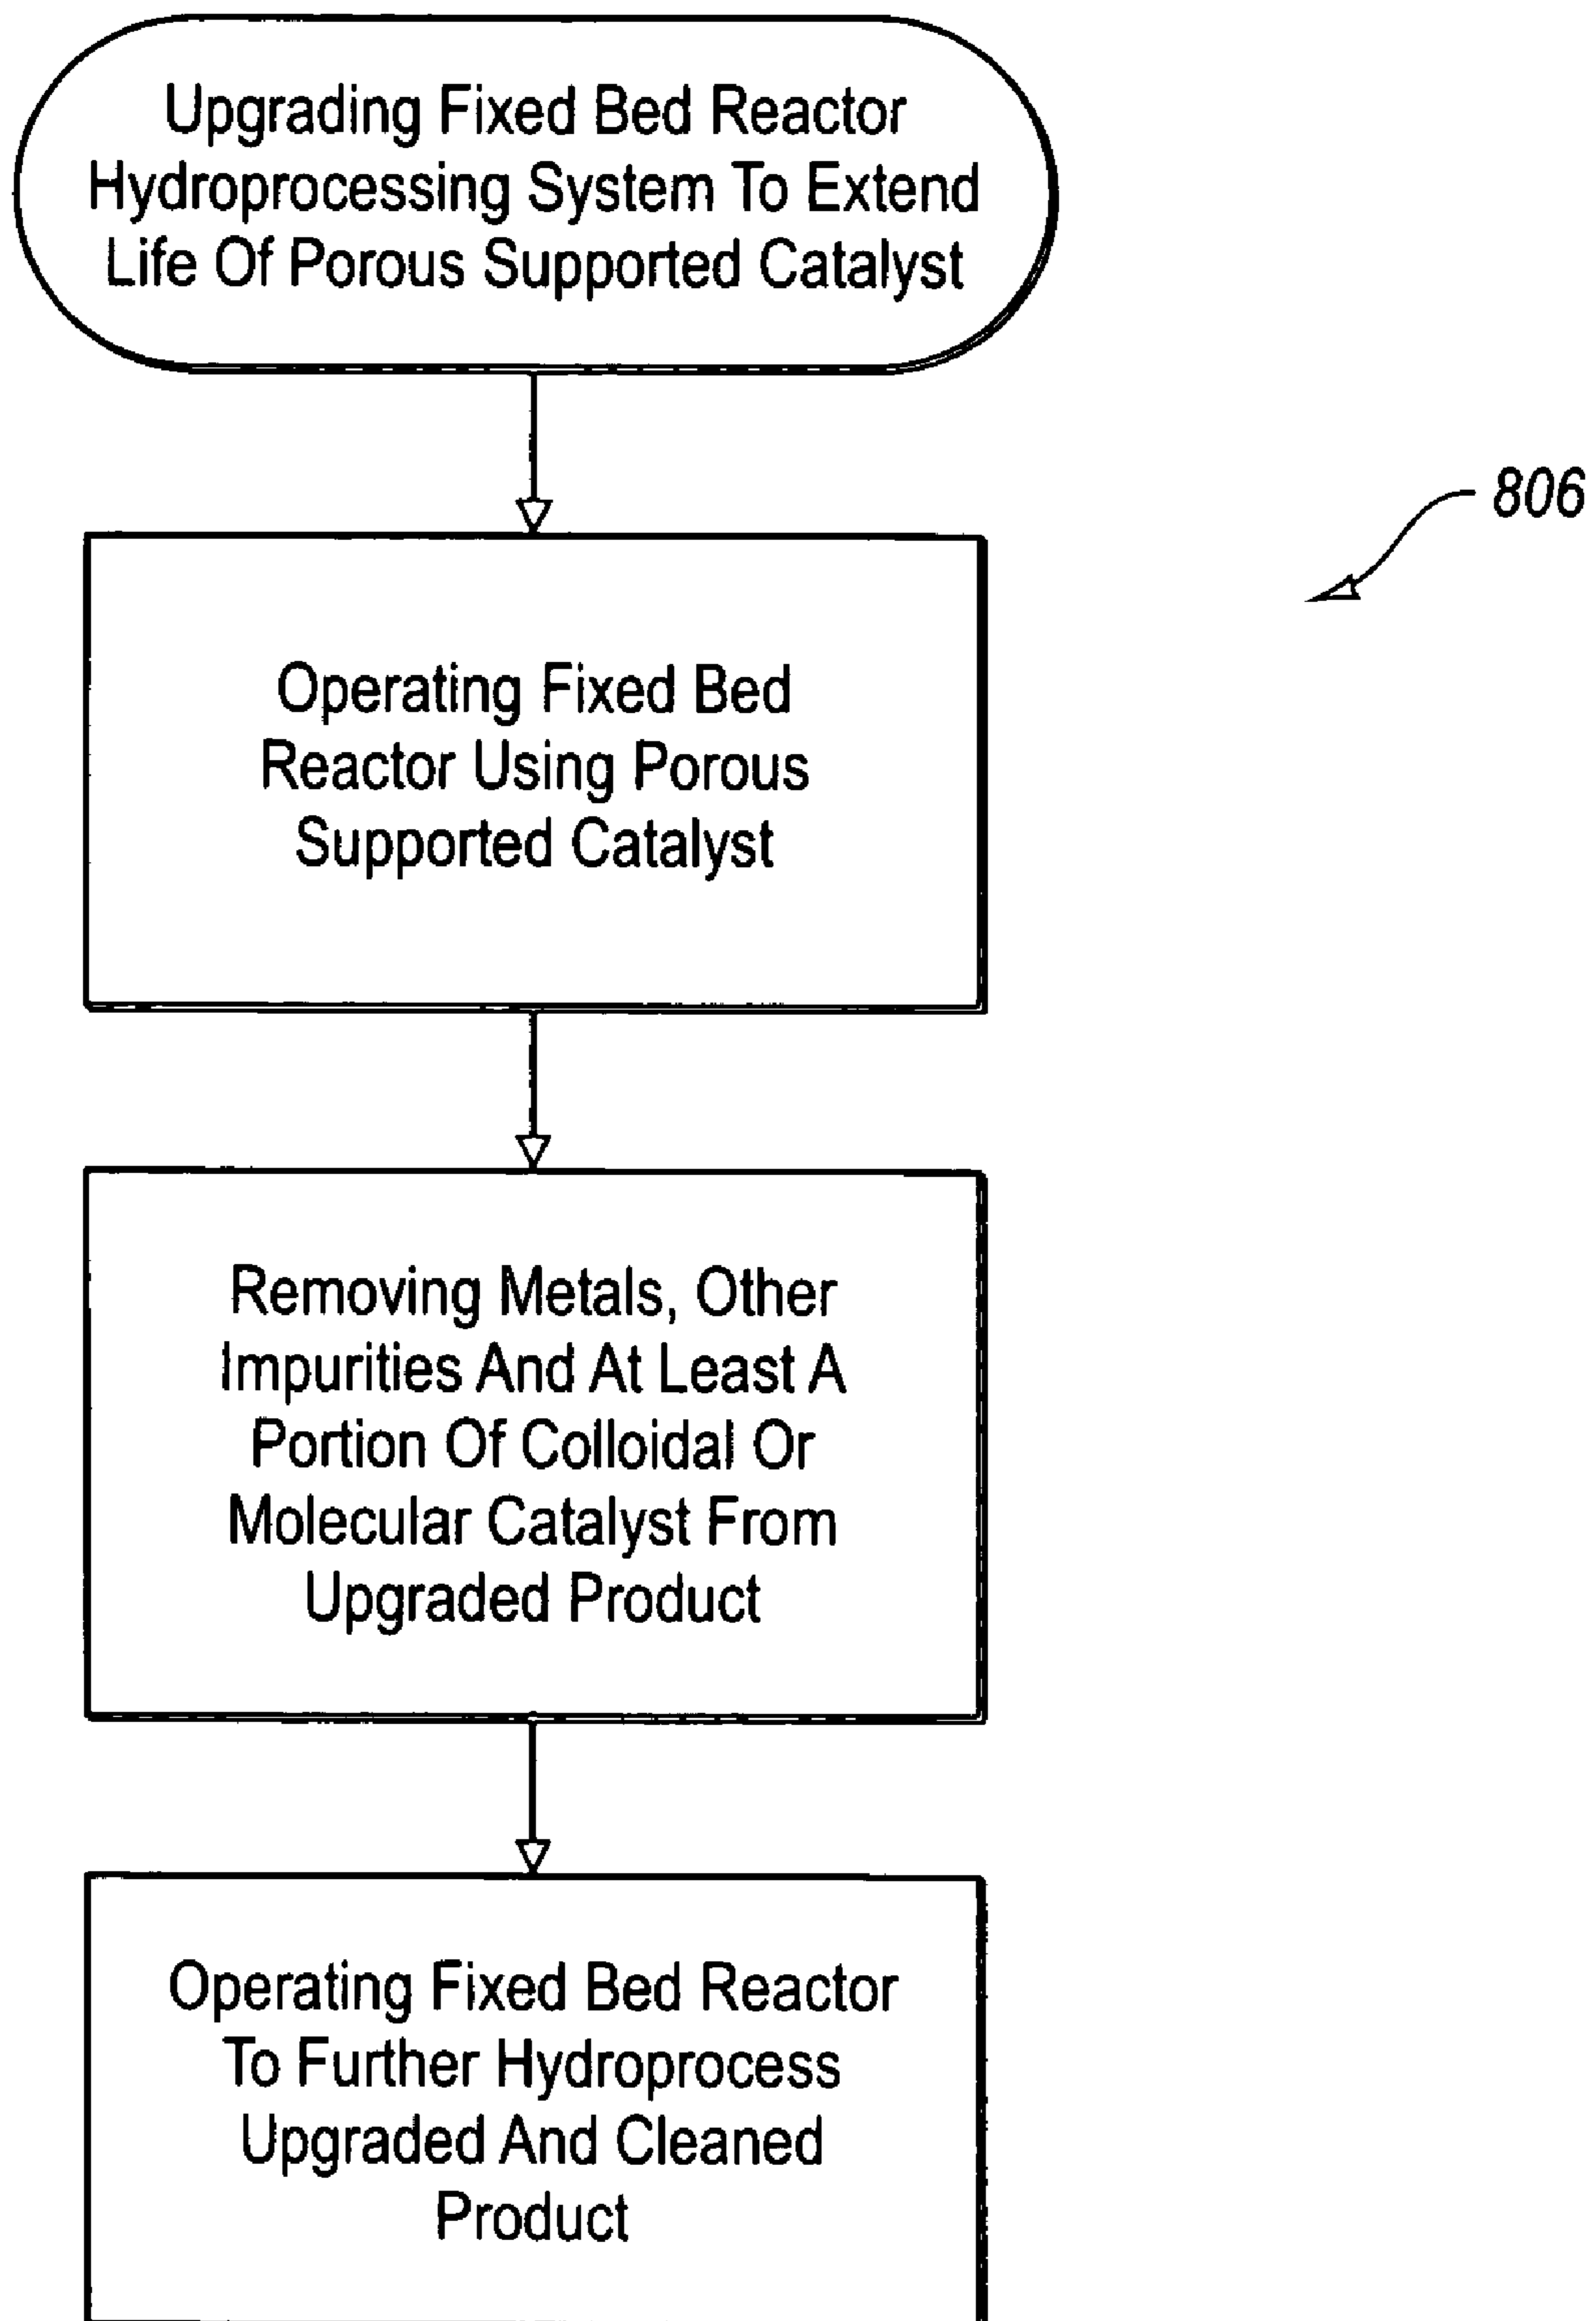 Upgrading Fixed Bed Reactor
Hydroprocessing System To Extend
Life Of Porous Supported Catalyst
806
Operating Fixed Bed
Reactor Using Porous
Supported Catalyst
Removing Metals, Other
Impurities And At Least A
Portion Of Colloidal Or
Molecular Catalyst From
Upgraded Product
Operating Fixed Bed Reactor
To Further Hydroprocess
Upgraded And Cleaned
Product